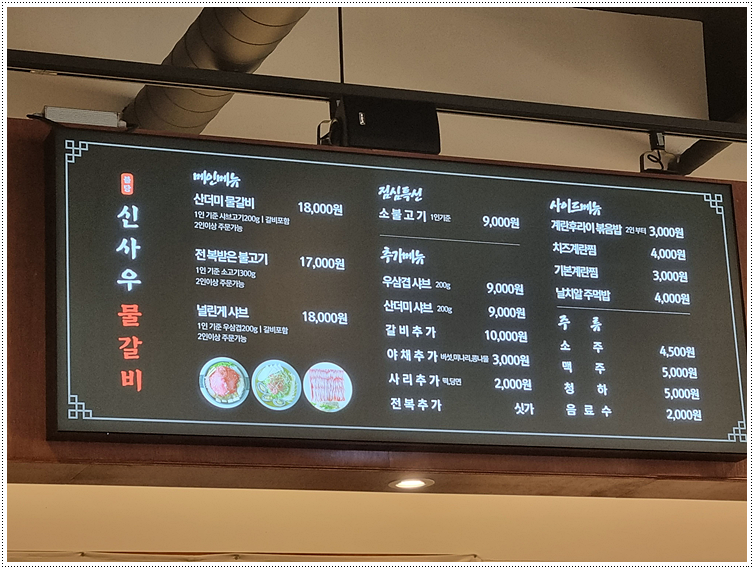 물갈
신사우
물갈비
메인메뉴
산더미 물갈비 18,000원
1인 기준 샤브소고기200g | 갈비포함
2인이상 주문가능
전복받은 불고기 17,000원
1인 기준 소고기300g
2인이상 주문가능
널린게 샤브 18,000원
1인 기준 우삼겹200g | 갈비포함
2인이상 주문가능
점심특선
소불고기 1인기준 9,000원
추가메뉴
우삼겹 샤브 200g 9,000원
산더미 샤브 200g 9,000원
갈비추가 10,000원
야채추가 버섯,미나리,콩나물 3,000원
사리추가 떡,당면 2,000원
전복추가 싯가
사이드메뉴
계란후라이 볶음밥 2인 부터 3,000원
치즈계란찜 4,000원
기본계란찜 3,000원
날치알 주먹밥 4,000원
주 류
소 주 4,500원
맥 주 5,000원
청 하 5,000원
음 료 수 2,000원